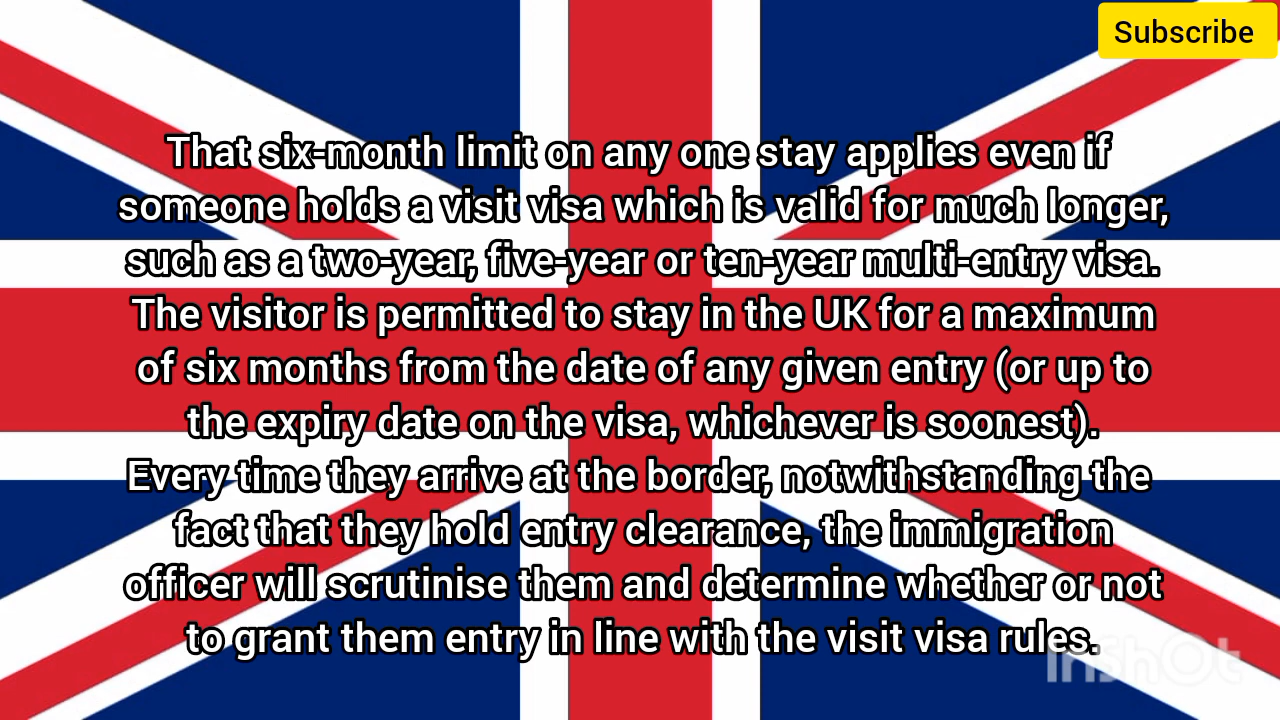 Subscribe
That six-month limit on any one stay applies even if
someone holds a visit visa which is valid for much longer,
such as a two-year, five-year or ten-year multi-entry visa.
The visitor is permitted to stay in the UK for a maximum
of six months from the date of any given entry (or up to
the expiry date on the visa, whichever is soonest).
Every time they arrive at the border, notwithstanding the
fact that they hold entry clearance, the immigration
officer will scrutinise them and determine whether or not
to grant them entry in line with the visit visa rules.
InShOt